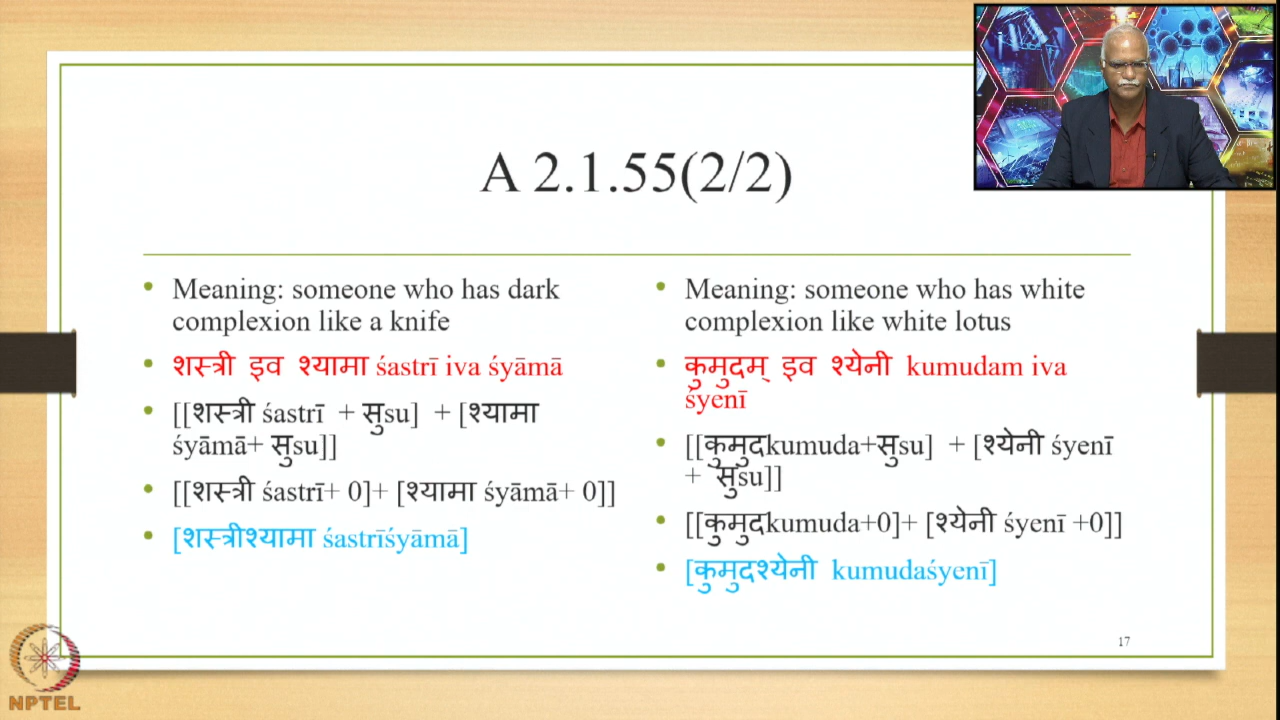 A 2.1.55(2/2)
• Meaning: someone who has dark
complexion like a knife
• शस्त्री इव श्यामा śastrī iva śyāmā
• [[शस्त्री śastrī + सुsu] + [श्यामा
śyāmā+ सुsu]]
• [[शस्त्री śastrī+ 0]+ [श्यामा śyāmā+ 0]]
• [शस्त्रीश्यामा śastrīśyāmā]
• Meaning: someone who has white
complexion like white lotus
• कुमुदम् इव श्येनी kumudam iva
śyenī
• [[कुमुदkumuda+सुsu] + [श्येनी śyenī
+ सुsu]]
• [[कुमुदkumuda+0]+ [श्येनी śyenī +0]]
• [कुमुदश्येनी kumudaśyenī]
17
NPTEL